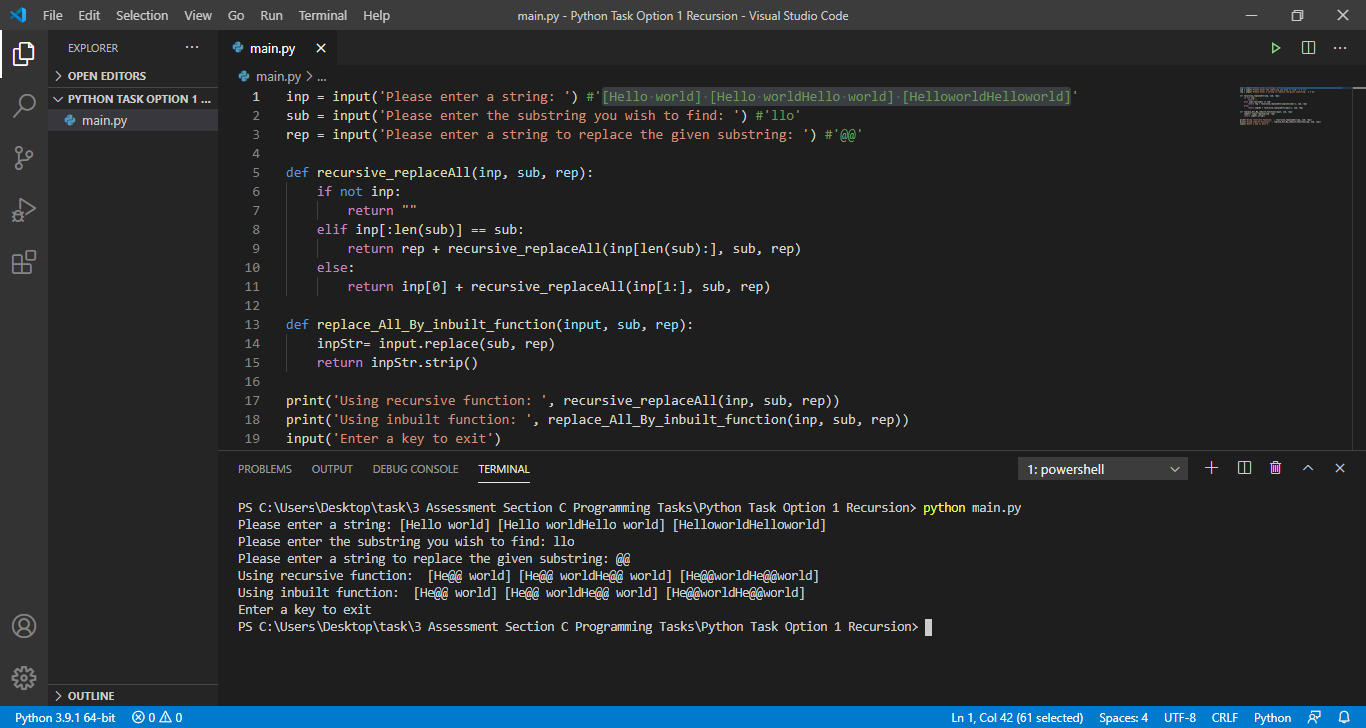 File Edit Selection View Go Run Terminal Help
main.py - Python Task Option 1 Recursion - Visual Studio Code
EXPLORER
OPEN EDITORS
PYTHON TASK OPTION 1 ...
main.py
OUTLINE
main.py
main.py > ...
1 inp = input('Please enter a string: ') #'[Hello·world]·[Hello·worldHello·world]·[HelloworldHelloworld]'
2 sub = input('Please enter the substring you wish to find: ') #'llo'
3 rep = input('Please enter a string to replace the given substring: ') #'@@'
4
5 def recursive_replaceAll(inp, sub, rep):
6 if not inp:
7 return ""
8 elif inp[:len(sub)] == sub:
9 return rep + recursive_replaceAll(inp[len(sub):], sub, rep)
10 else:
11 return inp[0] + recursive_replaceAll(inp[1:], sub, rep)
12
13 def replace_All_By_inbuilt_function(input, sub, rep):
14 inpStr= input.replace(sub, rep)
15 return inpStr.strip()
16
17 print('Using recursive function: ', recursive_replaceAll(inp, sub, rep))
18 print('Using inbuilt function: ', replace_All_By_inbuilt_function(inp, sub, rep))
19 input('Enter a key to exit')
PROBLEMS OUTPUT DEBUG CONSOLE TERMINAL
1: powershell
PS C:\Users\Desktop\task\3 Assessment Section C Programming Tasks\Python Task Option 1 Recursion> python main.py
Please enter a string: [Hello world] [Hello worldHello world] [HelloworldHelloworld]
Please enter the substring you wish to find: llo
Please enter a string to replace the given substring: @@
Using recursive function:  [He@@ world] [He@@ worldHe@@ world] [He@@worldHe@@world]
Using inbuilt function:  [He@@ world] [He@@ worldHe@@ world] [He@@worldHe@@world]
Enter a key to exit
PS C:\Users\Desktop\task\3 Assessment Section C Programming Tasks\Python Task Option 1 Recursion>
Python 3.9.1 64-bit 0 0 Ln 1, Col 42 (61 selected) Spaces: 4 UTF-8 CRLF Python